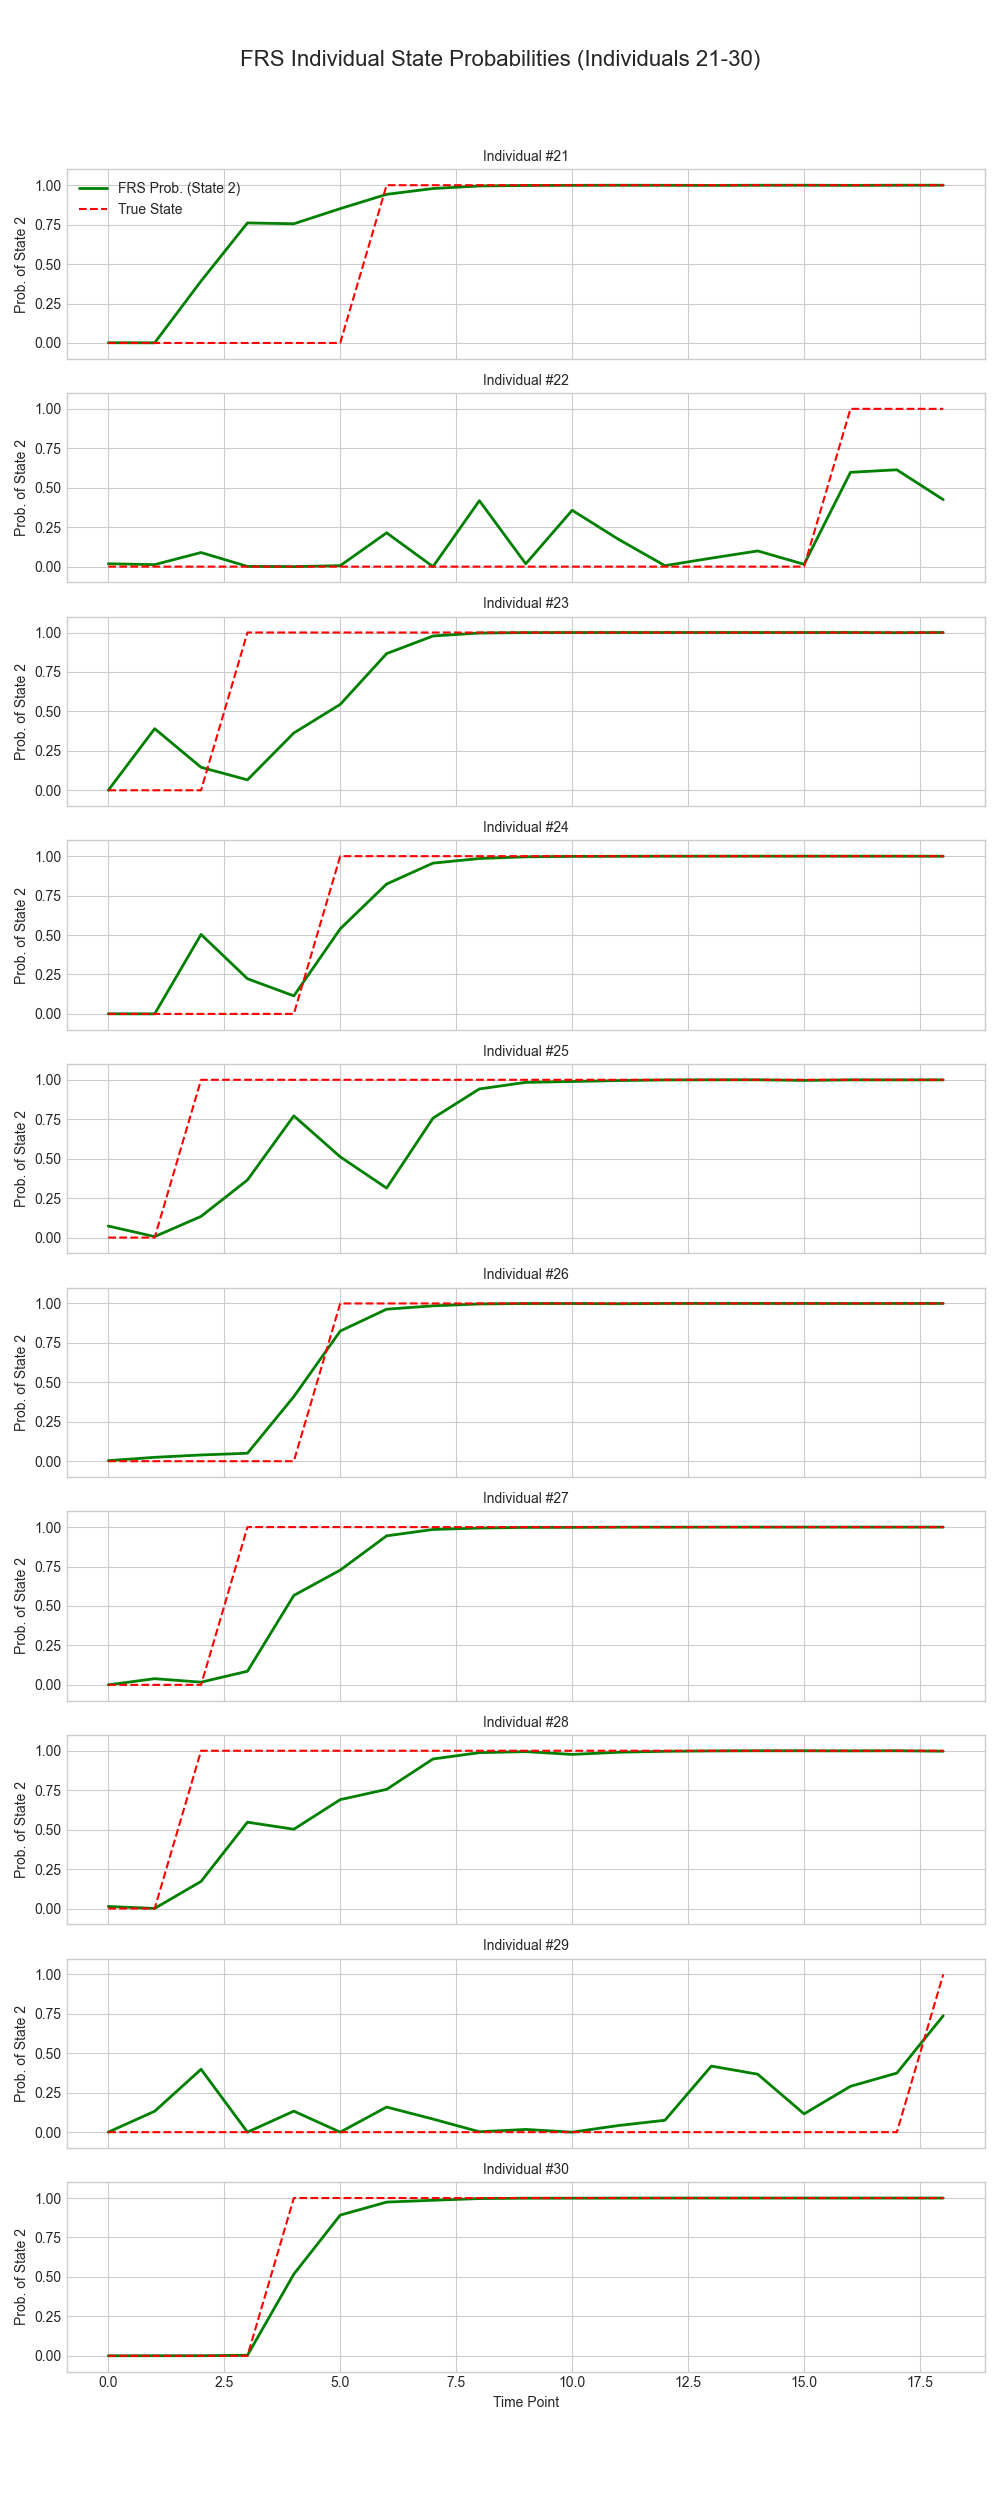 FRS Individual State Probabilities (Individuals 21-30)
Individual #21
FRS Prob. (State 2)
True State
1.00
0.75
0.50
0.25
0.00
Prob. of State 2
Individual #22
1.00
0.75
0.50
0.25
0.00
Prob. of State 2
Individual #23
1.00
0.75
0.50
0.25
0.00
Prob. of State 2
Individual #24
1.00
0.75
0.50
0.25
0.00
Prob. of State 2
Individual #25
1.00
0.75
0.50
0.25
0.00
Prob. of State 2
Individual #26
1.00
0.75
0.50
0.25
0.00
Prob. of State 2
Individual #27
1.00
0.75
0.50
0.25
0.00
Prob. of State 2
Individual #28
1.00
0.75
0.50
0.25
0.00
Prob. of State 2
Individual #29
1.00
0.75
0.50
0.25
0.00
Prob. of State 2
Individual #30
1.00
0.75
0.50
0.25
0.00
Prob. of State 2
0.0 2.5 5.0 7.5 10.0 12.5 15.0 17.5
Time Point